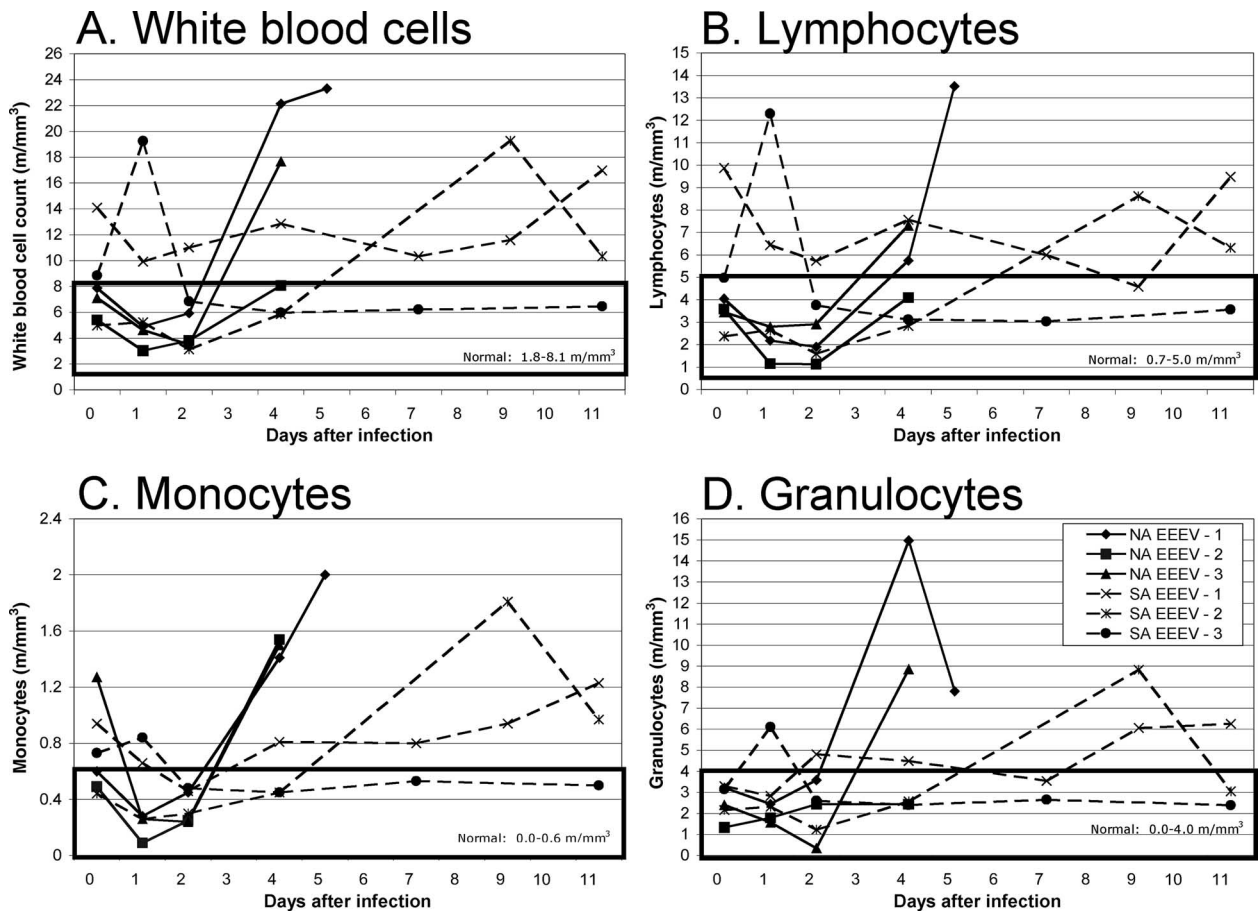 A. White blood cells
White blood cell count (m/mm³)
26
24
22
20
18
16
14
12
10
8
6
4
2
0
Normal: 1.8-8.1 m/mm³
0 1 2 3 4 5 6 7 8 9 10 11
Days after infection
B. Lymphocytes
Lymphocytes (m/mm³)
15
14
13
12
11
10
9
8
7
6
5
4
3
2
1
0
Normal: 0.7-5.0 m/mm³
0 1 2 3 4 5 6 7 8 9 10 11
Days after infection
C. Monocytes
Monocytes (m/mm³)
2.4
2
1.6
1.2
0.8
0.4
0
Normal: 0.0-0.6 m/mm³
0 1 2 3 4 5 6 7 8 9 10 11
Days after infection
D. Granulocytes
Granulocytes (m/mm³)
16
15
14
13
12
11
10
9
8
7
6
5
4
3
2
1
0
NA EEEV - 1
NA EEEV - 2
NA EEEV - 3
SA EEEV - 1
SA EEEV - 2
SA EEEV - 3
Normal: 0.0-4.0 m/mm³
0 1 2 3 4 5 6 7 8 9 10 11
Days after infection